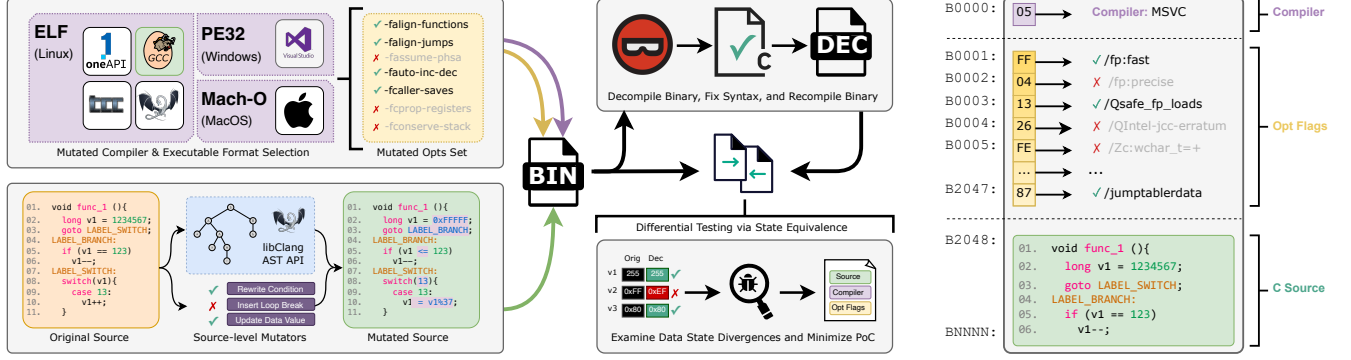 ELF
(Linux)
1
oneAPI
GCC
PE32
(Windows)
Visual Studio
Mach-O
(MacOS)
Mutated Compiler & Executable Format Selection
✓ -falign-functions
✓ -falign-jumps
✗ -fassume-phsa
✓ -fauto-inc-dec
✓ -fcaller-saves
✗ -fcprop-registers
✗ -fconserve-stack
Mutated Opts Set
01. void func_1 (){
02. long v1 = 1234567;
03. goto LABEL_SWITCH;
04. LABEL_BRANCH:
05. if (v1 == 123)
06. v1--;
07. LABEL_SWITCH:
08. switch(v1){
09. case 13:
10. v1++;
11. }
Original Source
libClang
AST API
✓ Rewrite Condition
✗ Insert Loop Break
✓ Update Data Value
Source-level Mutators
01. void func_1 (){
02. long v1 = 0xFFFFF;
03. goto LABEL_BRANCH;
04. LABEL_BRANCH:
05. if (v1 <= 123)
06. v1--;
07. LABEL_SWITCH:
08. switch(13){
09. case 13:
10. v1 = v1%37;
11. }
Mutated Source
BIN
C
DEC
Decompile Binary, Fix Syntax, and Recompile Binary
Differential Testing via State Equivalence
Orig Dec
v1 255 255 ✓
v2 0xFF 0xEF ✗
v3 0x80 0x80 ✓
Source
Compiler
Opt Flags
Examine Data State Divergences and Minimize PoC
B0000: 05 Compiler: MSVC
Compiler
B0001: FF ✓ /fp:fast
B0002: 04 ✗ /fp:precise
B0003: 13 ✓ /Qsafe_fp_loads
B0004: 26 ✗ /QIntel-jcc-erratum
B0005: FE ✗ /Zc:wchar_t=+
... ...
B2047: 87 ✓ /jumptablerdata
Opt Flags
B2048:
01. void func_1 (){
02. long v1 = 1234567;
03. goto LABEL_SWITCH;
04. LABEL_BRANCH:
05. if (v1 == 123)
06. v1--;
BNNNN:
C Source